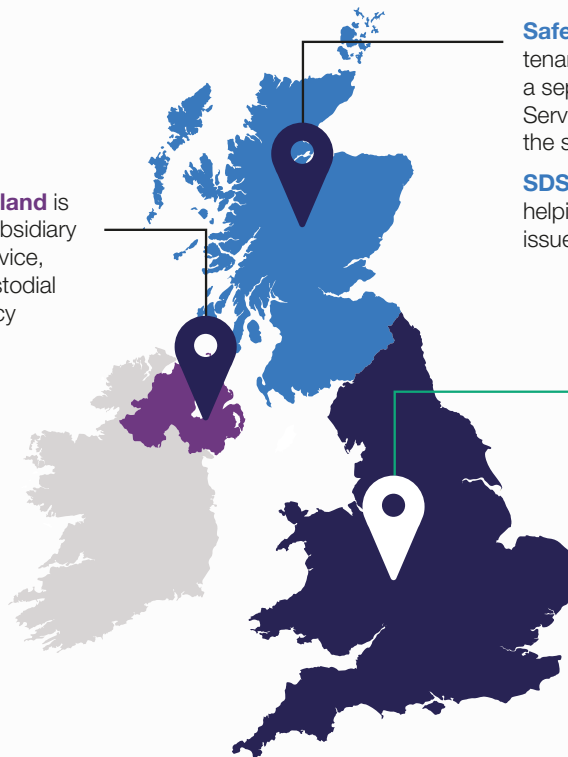 Safe
tenan
a sep
Serv
the s
SDS
helpi
issue
land is
bsidiary
vice,
stodial
cy